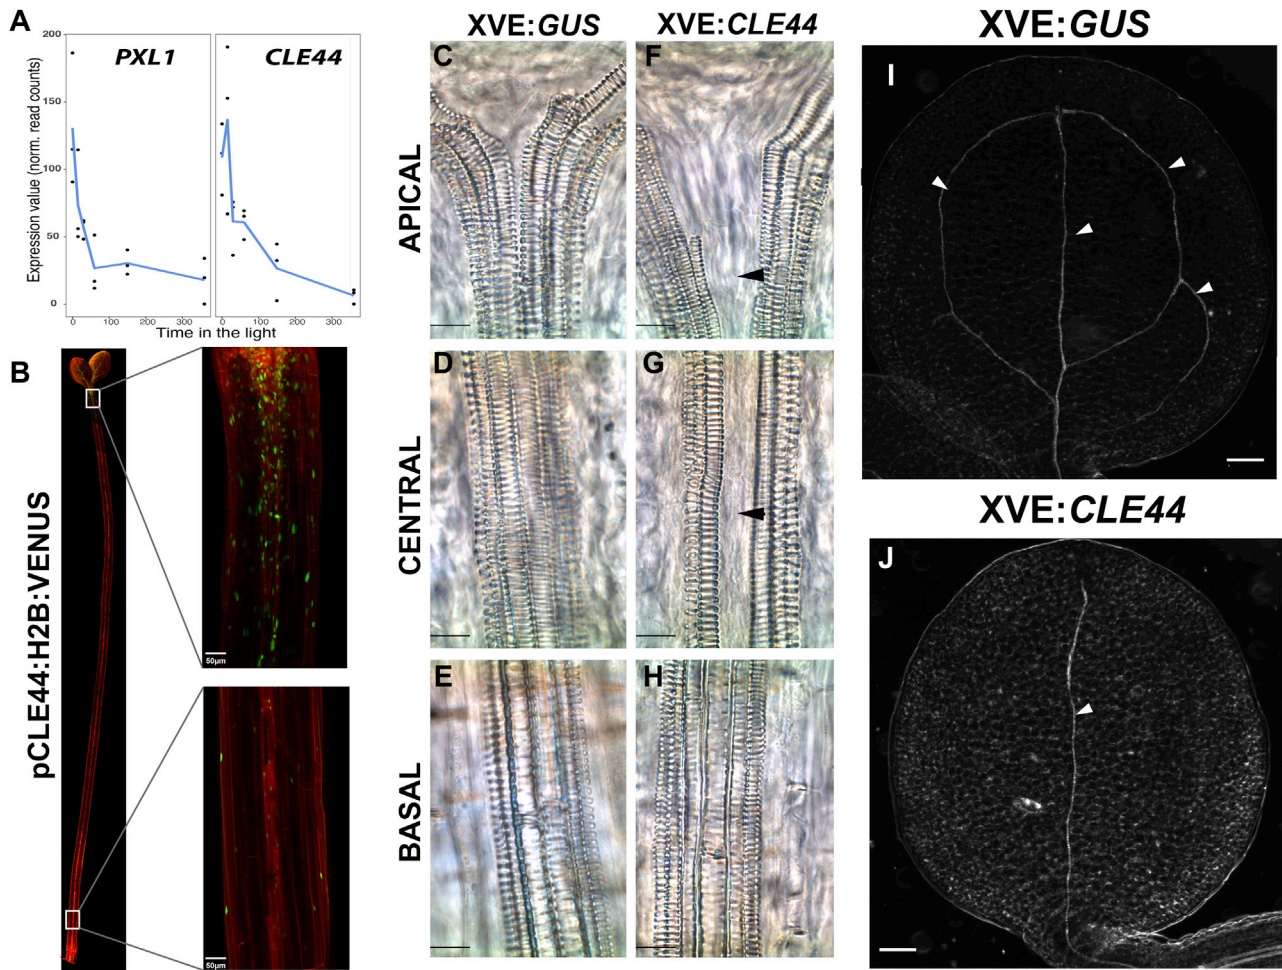 A
200
150
100
50
0
Expression value (norm. read counts)
PXL1
CLE44
0 100 200 300
0 100 200 300
Time in the light
B
pCLE44:H2B:VENUS
50µm
50µm
XVE:GUS
XVE:CLE44
APICAL
C
F
CENTRAL
D
G
BASAL
E
H
XVE:GUS
I
XVE:CLE44
J